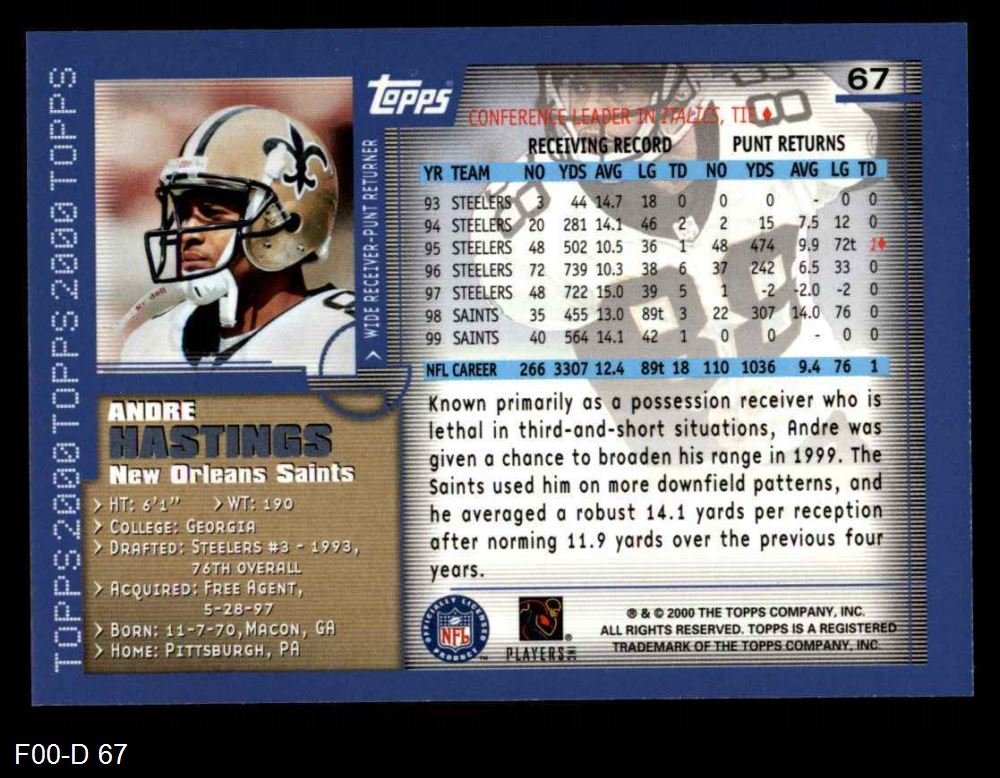 TOPPS2000TOPPS2000TOPPS
TOPPS
67
CONFERENCE LEADER IN ITALICS, TIE ♦
RECEIVING RECORD PUNT RETURNS
YR TEAM NO YDS AVG LG TD NO YDS AVG LG TD
93 STEELERS 3 44 14.7 18 0 0 0 - 0 0
94 STEELERS 20 281 14.1 46 2 2 15 7.5 12 0
95 STEELERS 48 502 10.5 36 1 48 474 9.9 72t 1♦
96 STEELERS 72 739 10.3 38 6 37 242 6.5 33 0
97 STEELERS 48 722 15.0 39 5 1 -2 -2.0 -2 0
98 SAINTS 35 455 13.0 89t 3 22 307 14.0 76 0
99 SAINTS 40 564 14.1 42 1 0 0 - 0 0
NFL CAREER 266 3307 12.4 89t 18 110 1036 9.4 76 1
> WIDE RECEIVER-PUNT RETURNER
Riddell
ANDRE
HASTINGS
New Orleans Saints
> HT: 6'1" > WT: 190
> COLLEGE: GEORGIA
> DRAFTED: STEELERS #3 - 1993,
76TH OVERALL
> ACQUIRED: FREE AGENT,
5-28-97
> BORN: 11-7-70, MACON, GA
> HOME: PITTSBURGH, PA
Known primarily as a possession receiver who is
lethal in third-and-short situations, Andre was
given a chance to broaden his range in 1999. The
Saints used him on more downfield patterns, and
he averaged a robust 14.1 yards per reception
after norming 11.9 yards over the previous four
years.
OFFICIALLY LICENSED
NFL
PRODUCT
™
PLAYERS INC
®
® & © 2000 THE TOPPS COMPANY, INC.
ALL RIGHTS RESERVED. TOPPS IS A REGISTERED
TRADEMARK OF THE TOPPS COMPANY, INC.
88
F00-D 67